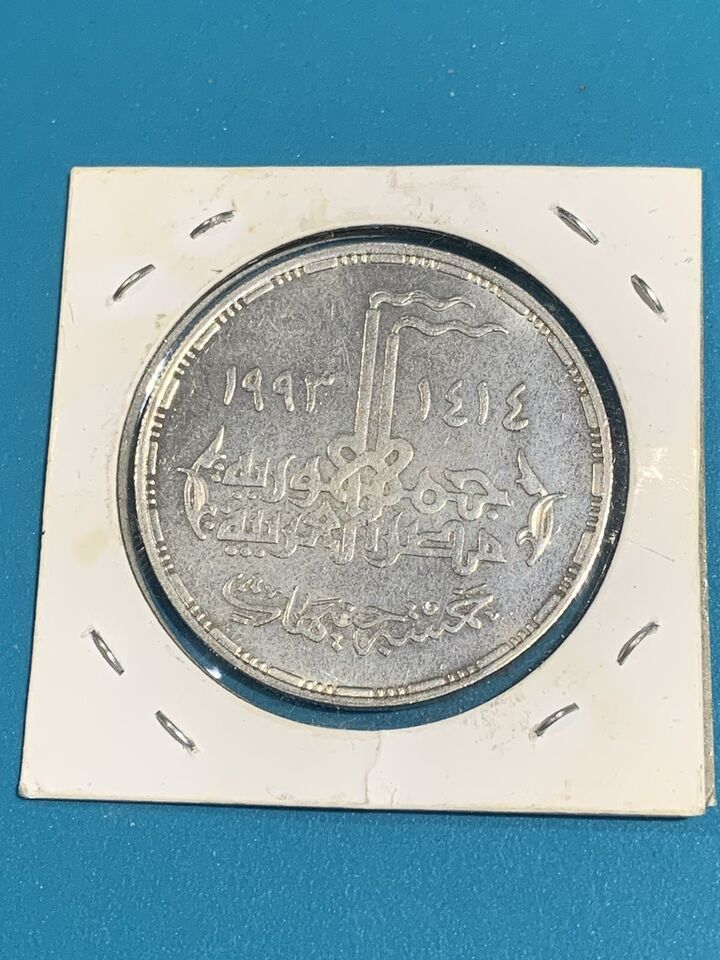 ١٤١٤ ١٩٩٣
جمهورية
مصر العربية
خمسة جنيهات